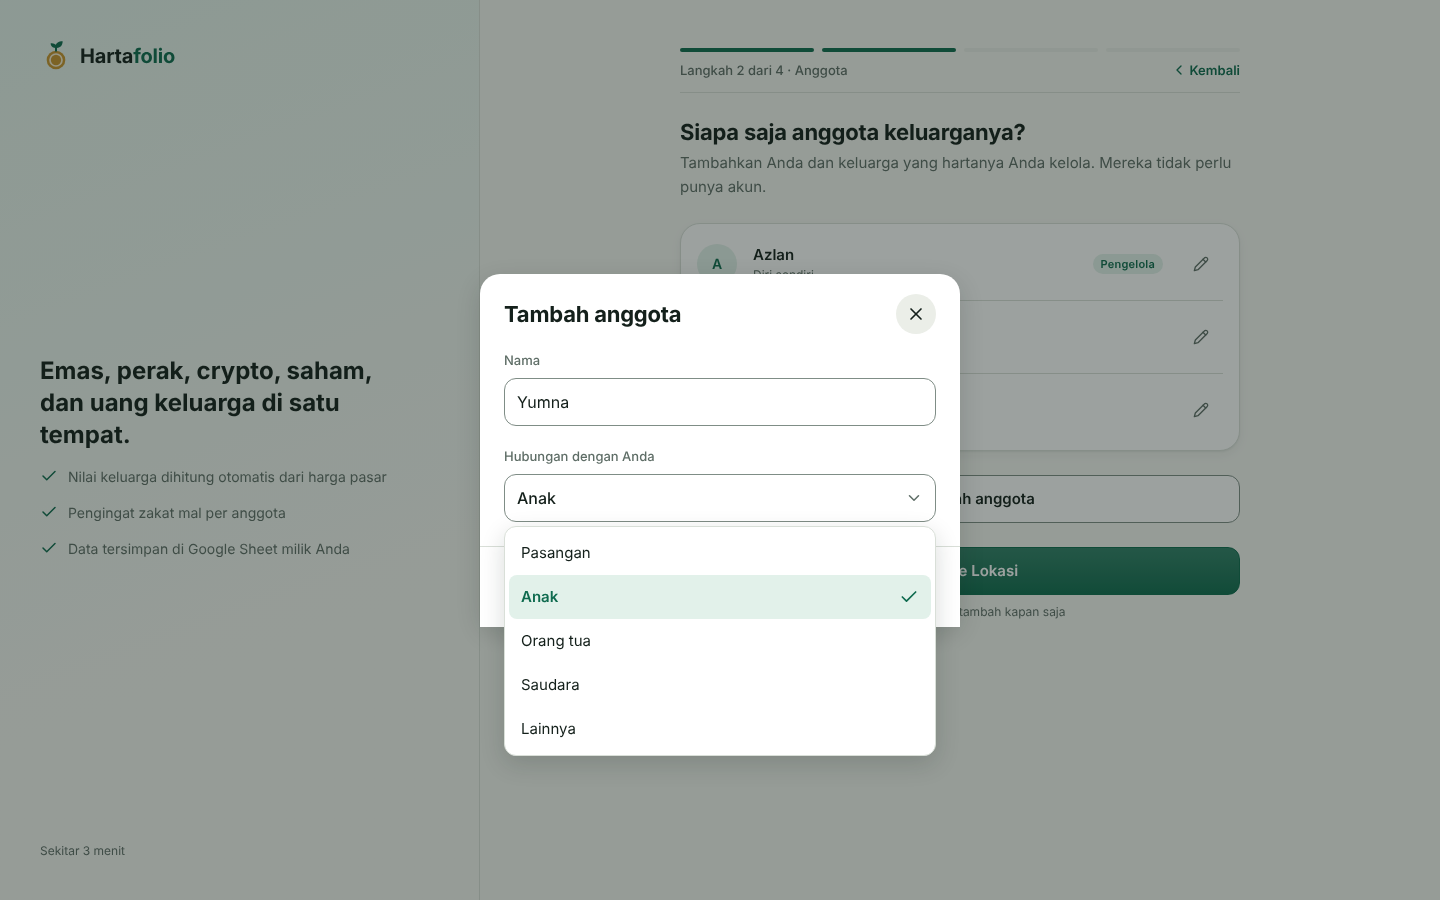 Hartafolio
Emas, perak, crypto, saham,
dan uang keluarga di satu
tempat.
Nilai keluarga dihitung otomatis dari harga pasar
Pengingat zakat mal per anggota
Data tersimpan di Google Sheet milik Anda
Sekitar 3 menit
Langkah 2 dari 4 · Anggota
Kembali
Siapa saja anggota keluarganya?
Tambahkan Anda dan keluarga yang hartanya Anda kelola. Mereka tidak perlu
punya akun.
A
Azlan
Pengelola
Tambah anggota
Nama
Yumna
Hubungan dengan Anda
Anak
Pasangan
Anak
Orang tua
Saudara
Lainnya
anggota
Lokasi
tambah kapan saja